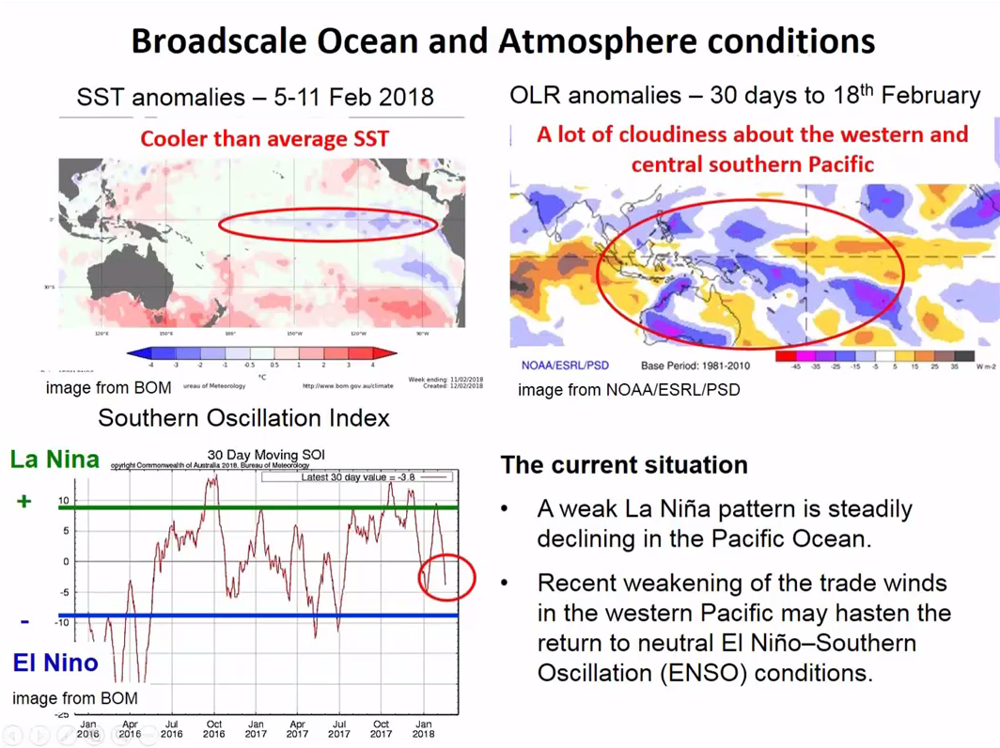 Broadscale Ocean and Atmosphere conditions
SST anomalies – 5-11 Feb 2018
Cooler than average SST
0°
30°S
120°E
150°E
180°
150°W
120°W
90°W
-4 -3 -2 -1 -0.5 0.5 1 2 3 4
°C
image from BOM
ureau of Meteorology
http://www.bom.gov.au/climate
Week ending: 11/02/2018
Created: 12/02/2018
OLR anomalies – 30 days to 18th February
A lot of cloudiness about the western and
central southern Pacific
NOAA/ESRL/PSD
Base Period: 1981-2010
-45 -35 -25 -15 -5 5 15 25 35 W m-2
image from NOAA/ESRL/PSD
Southern Oscillation Index
La Nina
30 Day Moving SOI
opyright Commonwealth of Australia 2018, Bureau of Meteorology
Latest 30 day value = -3.8
+
10
5
0
-5
-
-10
El Nino
image from BOM
-25
Jan 2016
Apr 2016
Jul 2016
Oct 2016
Jan 2017
Apr 2017
Jul 2017
Oct 2017
Jan 2018
The current situation
• A weak La Niña pattern is steadily
declining in the Pacific Ocean.
• Recent weakening of the trade winds
in the western Pacific may hasten the
return to neutral El Niño–Southern
Oscillation (ENSO) conditions.